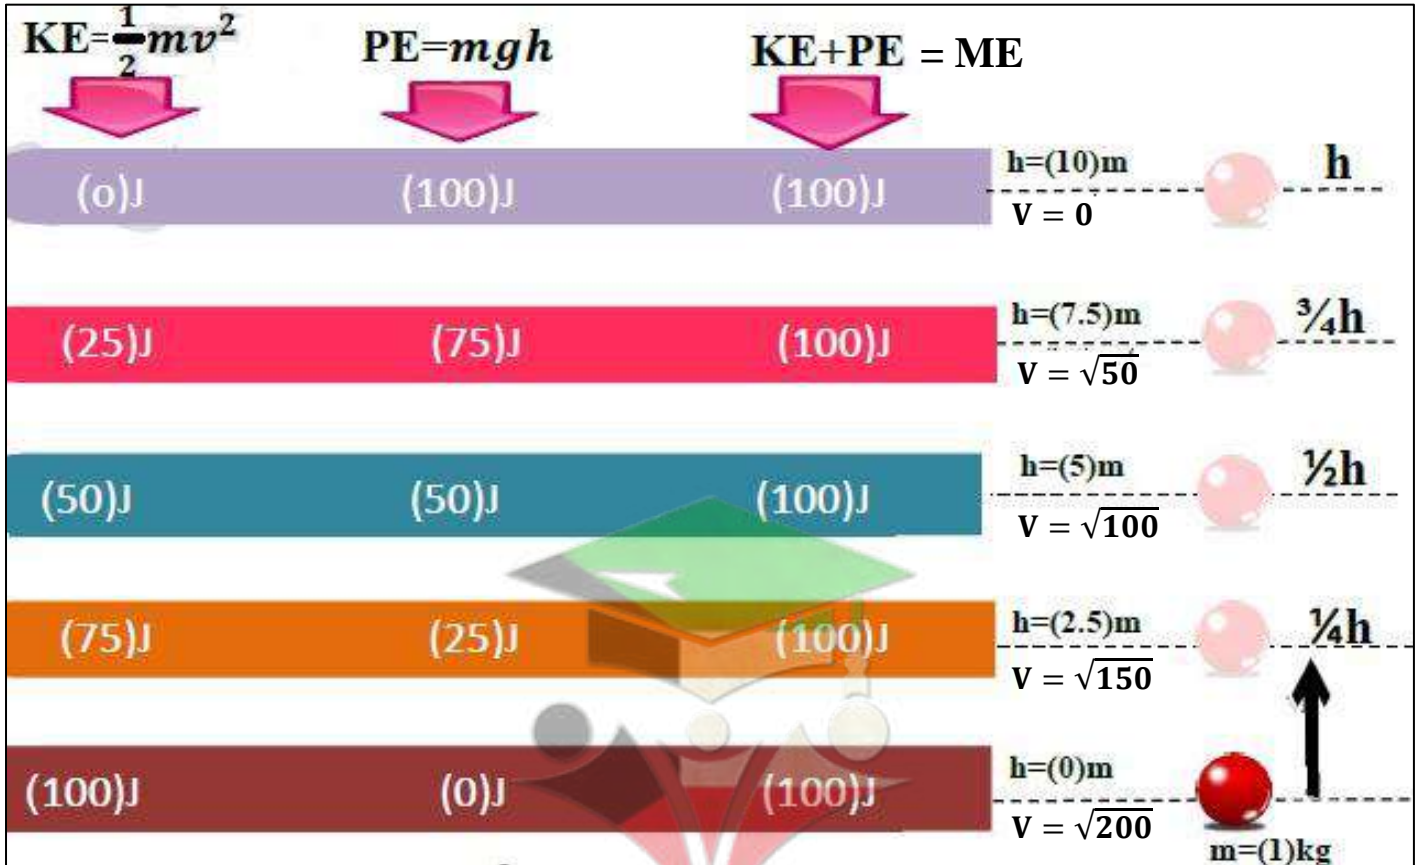 KE=½mv² PE=mgh KE+PE = ME
h=(10)m h
(o)J (100)J (100)J
V = 0
h=(7.5)m ¾h
(25)J (75)J (100)J
V = √50
h=(5)m ½h
(50)J (50)J (100)J
V = √100
h=(2.5)m ¼h
(75)J (25)J (100)J
V = √150
h=(0)m
(100)J (0)J (100)J
V = √200
m=(1)kg